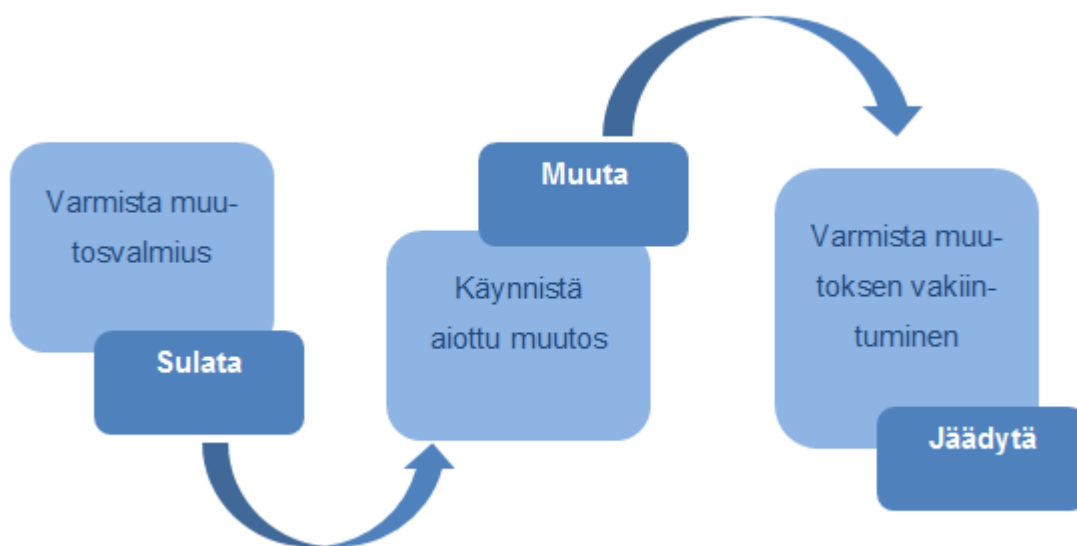 Varmista muu-
tosvalmius
Sulata
Muuta
Käynnistä
aiottu muutos
Varmista muu-
toksen vakiin-
tuminen
Jäädytä